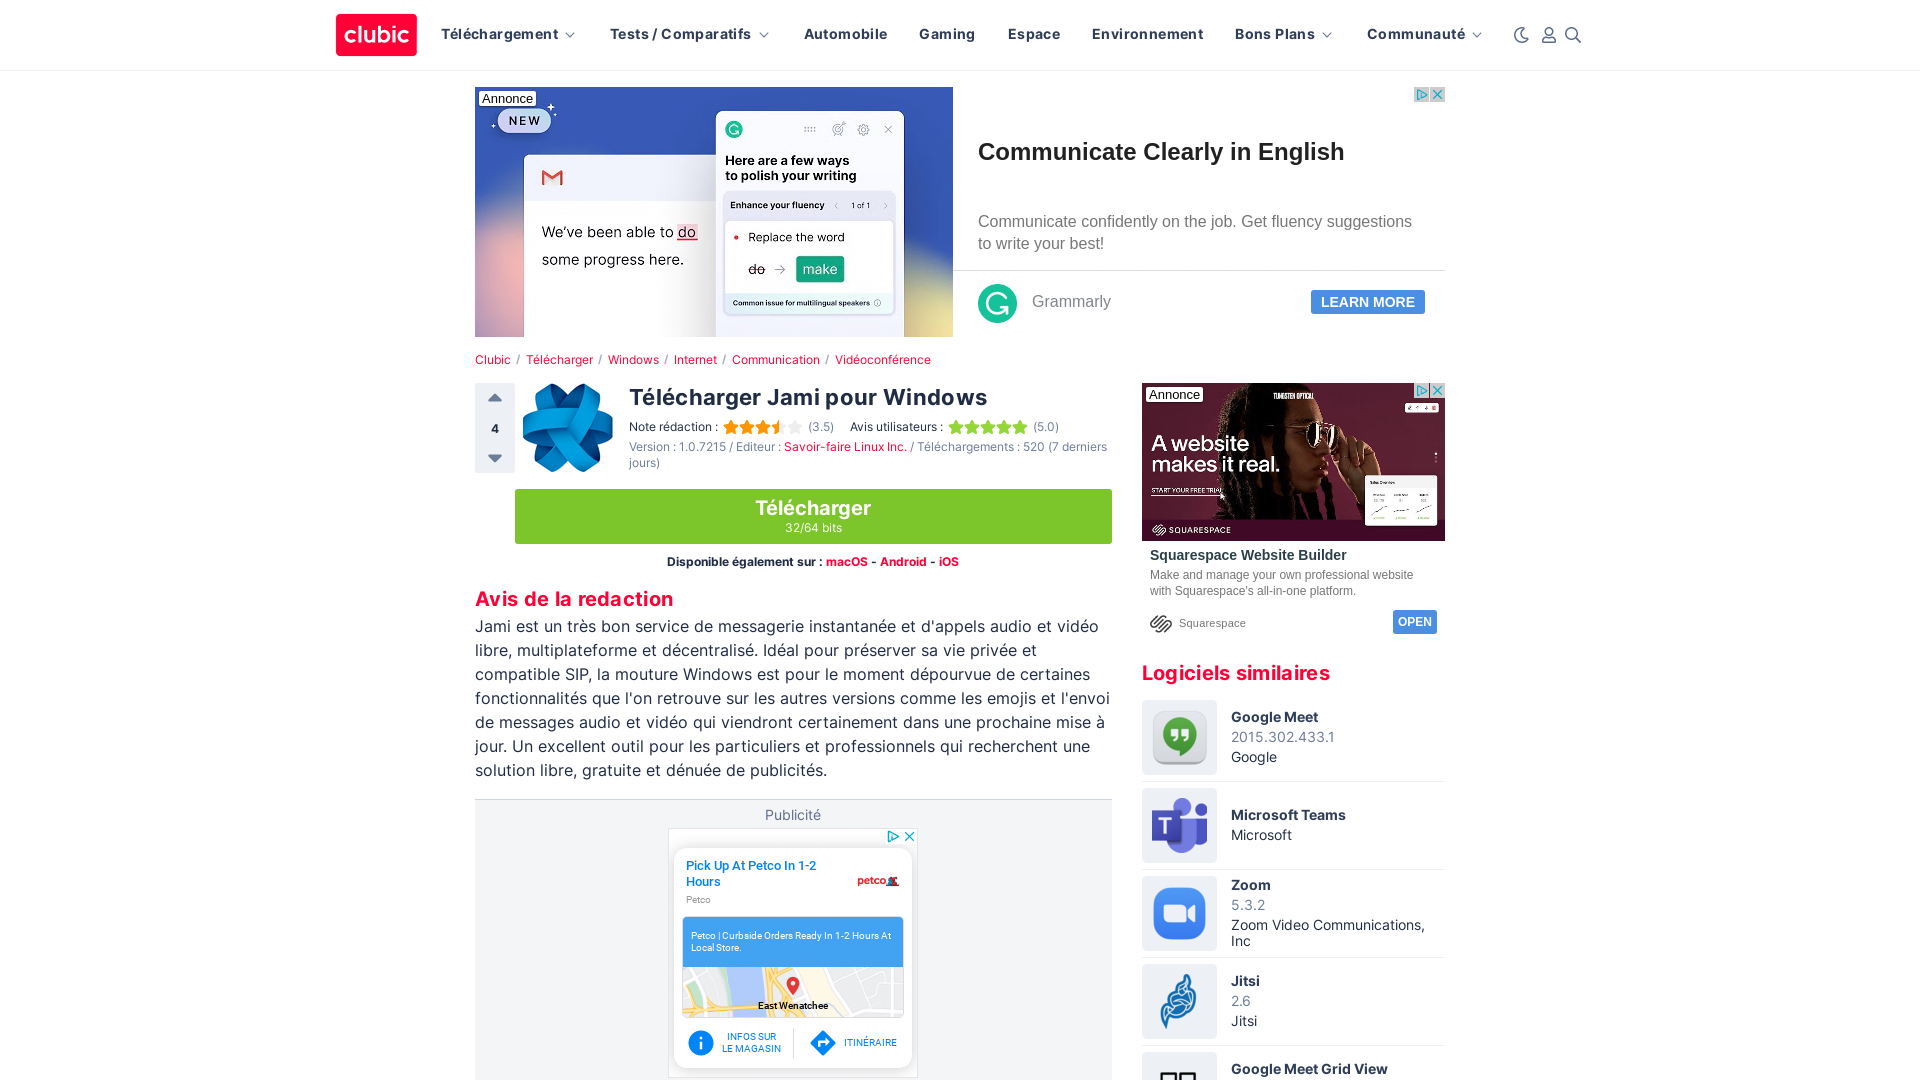 clubic
Téléchargement
Tests / Comparatifs
Automobile
Gaming
Espace
Environnement
Bons Plans
Communauté
Annonce
NEW
Here are a few ways
to polish your writing
Enhance your fluency
1 of 1
We've been able to do
some progress here.
Replace the word
do → make
Common issue for multilingual speakers
Communicate Clearly in English
Communicate confidently on the job. Get fluency suggestions
to write your best!
Grammarly
LEARN MORE
Clubic / Télécharger / Windows / Internet / Communication / Vidéoconférence
4
Télécharger Jami pour Windows
Note rédaction : (3.5) Avis utilisateurs : (5.0)
Version : 1.0.7215 / Editeur : Savoir-faire Linux Inc. / Téléchargements : 520 (7 derniers
jours)
Télécharger
32/64 bits
Disponible également sur : macOS - Android - iOS
Avis de la redaction
Jami est un très bon service de messagerie instantanée et d'appels audio et vidéo
libre, multiplateforme et décentralisé. Idéal pour préserver sa vie privée et
compatible SIP, la mouture Windows est pour le moment dépourvue de certaines
fonctionnalités que l'on retrouve sur les autres versions comme les emojis et l'envoi
de messages audio et vidéo qui viendront certainement dans une prochaine mise à
jour. Un excellent outil pour les particuliers et professionnels qui recherchent une
solution libre, gratuite et dénuée de publicités.
Publicité
Pick Up At Petco In 1-2
Hours
Petco
petco
Petco | Curbside Orders Ready In 1-2 Hours At
Local Store.
East Wenatchee
INFOS SUR
LE MAGASIN
ITINÉRAIRE
Annonce
TUNGSTEN OPTICAL
A website
makes it real.
START YOUR FREE TRIAL
Sales Overview
SQUARESPACE
Squarespace Website Builder
Make and manage your own professional website
with Squarespace's all-in-one platform.
Squarespace
OPEN
Logiciels similaires
Google Meet
2015.302.433.1
Google
T
Microsoft Teams
Microsoft
Zoom
5.3.2
Zoom Video Communications,
Inc
Jitsi
2.6
Jitsi
Google Meet Grid View